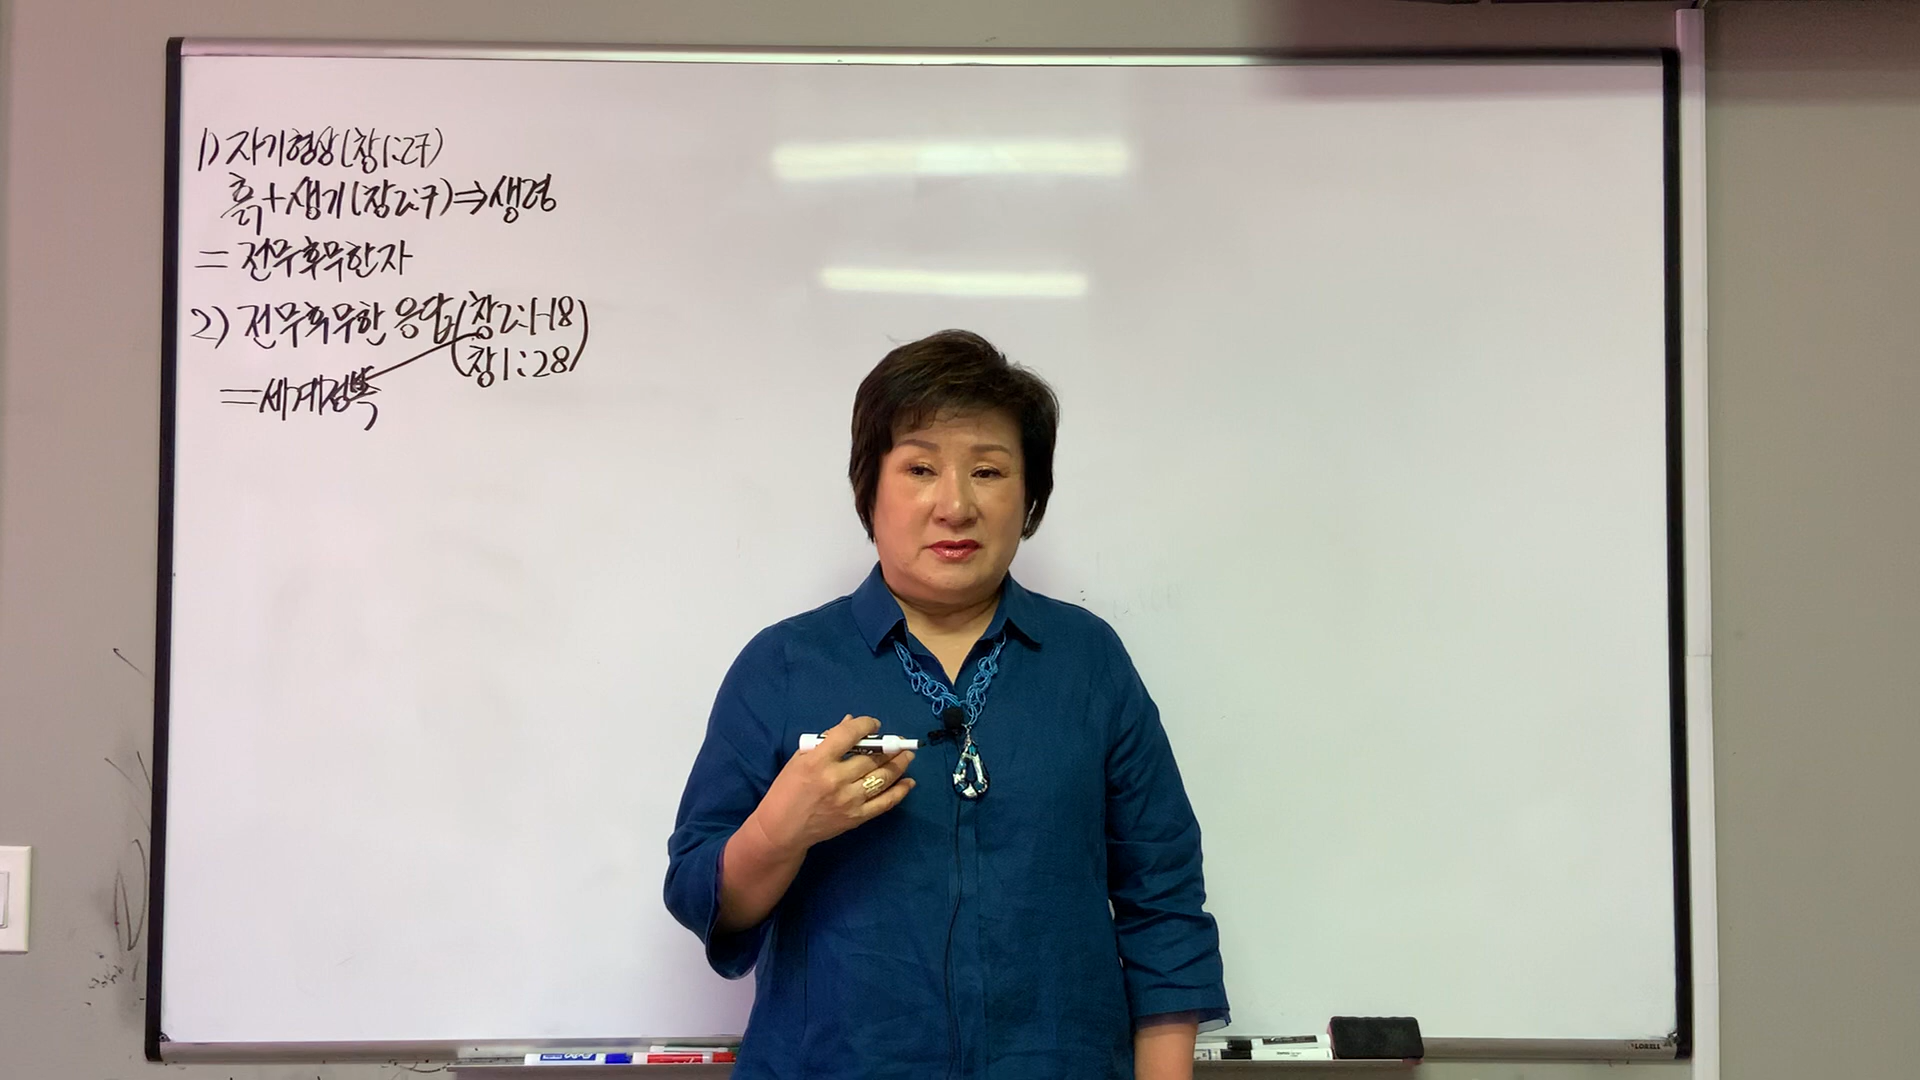 1) 자기형상(창1:27)
흙+생기(창2:7)⇒생령
= 전무후무한자
2) 전무후무한 응답(창2:1-18)
(창1:28)
=세계정복
LORELL